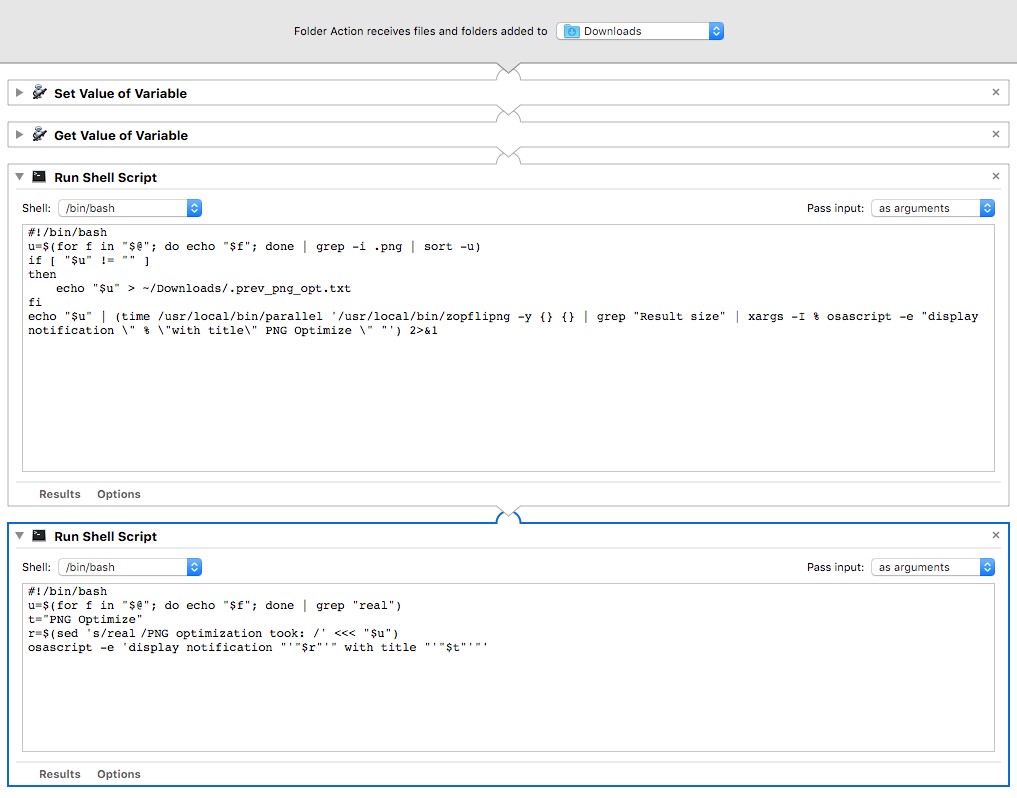 Folder Action receives files and folders added to Downloads
Set Value of Variable
Get Value of Variable
Run Shell Script
Shell: /bin/bash Pass input: as arguments
#!/bin/bash
u=$(for f in "$@"; do echo "$f"; done | grep -i .png | sort -u)
if [ "$u" != "" ]
then
    echo "$u" > ~/Downloads/.prev_png_opt.txt
fi
echo "$u" | (time /usr/local/bin/parallel '/usr/local/bin/zopflipng -y {} {} | grep "Result size" | xargs -I % osascript -e "display
notification \" % \"with title\" PNG Optimize \" "') 2>&1
Results Options
Run Shell Script
Shell: /bin/bash Pass input: as arguments
#!/bin/bash
u=$(for f in "$@"; do echo "$f"; done | grep "real")
t="PNG Optimize"
r=$(sed 's/real /PNG optimization took: /' <<< "$u")
osascript -e 'display notification "'"$r"'" with title "'"$t"'"'
Results Options